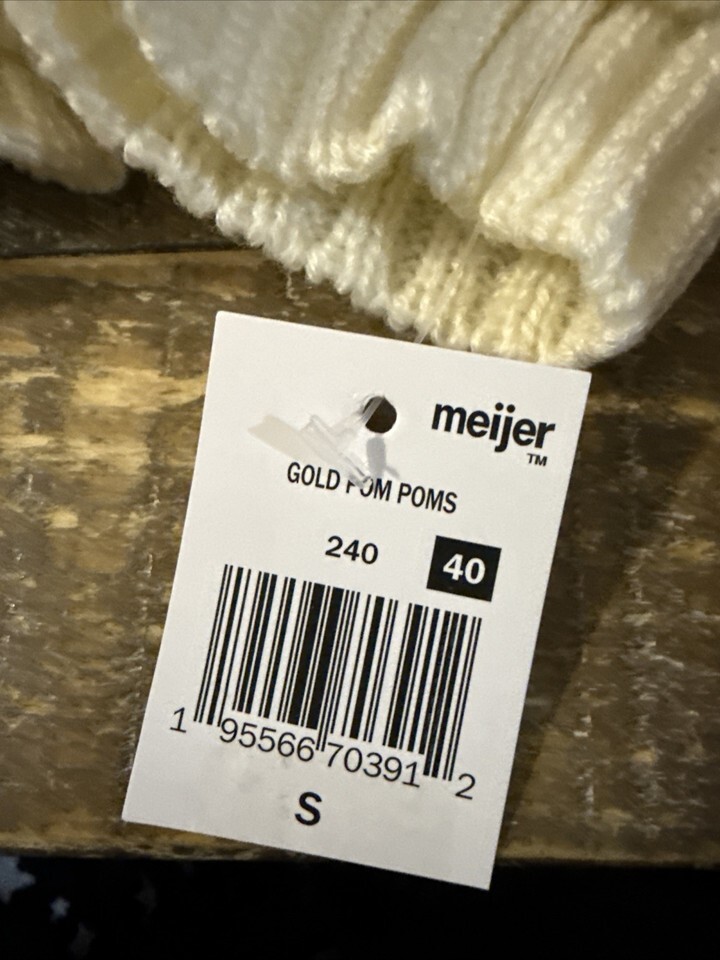 meijer
TM
GOLD POM POMS
240 40
1 95566 70391 2
S